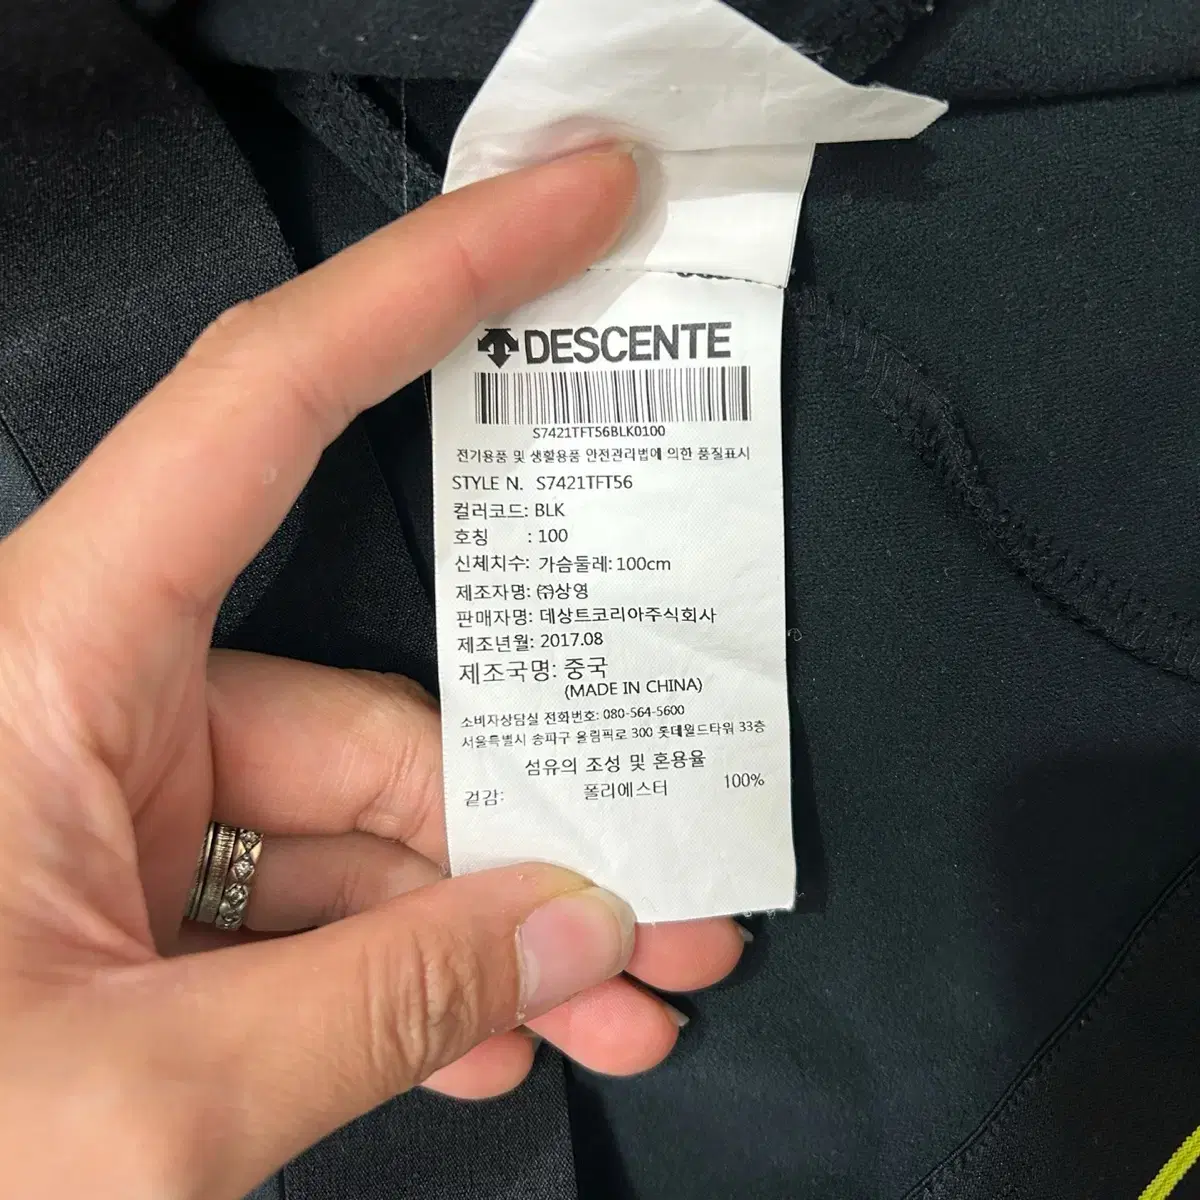 DESCENTE
S7421TFT56BLK0100
전기용품 및 생활용품 안전관리법에 의한 품질표시
STYLE N. S7421TFT56
컬러코드: BLK
호칭 : 100
신체치수: 가슴둘레: 100cm
제조자명: ㈜상영
판매자명: 데상트코리아주식회사
제조년월: 2017.08
제조국명: 중국
(MADE IN CHINA)
소비자상담실 전화번호: 080-564-5600
서울특별시 송파구 올림픽로 300 롯데월드타워 33층
섬유의 조성 및 혼용율
겉감: 폴리에스터 100%